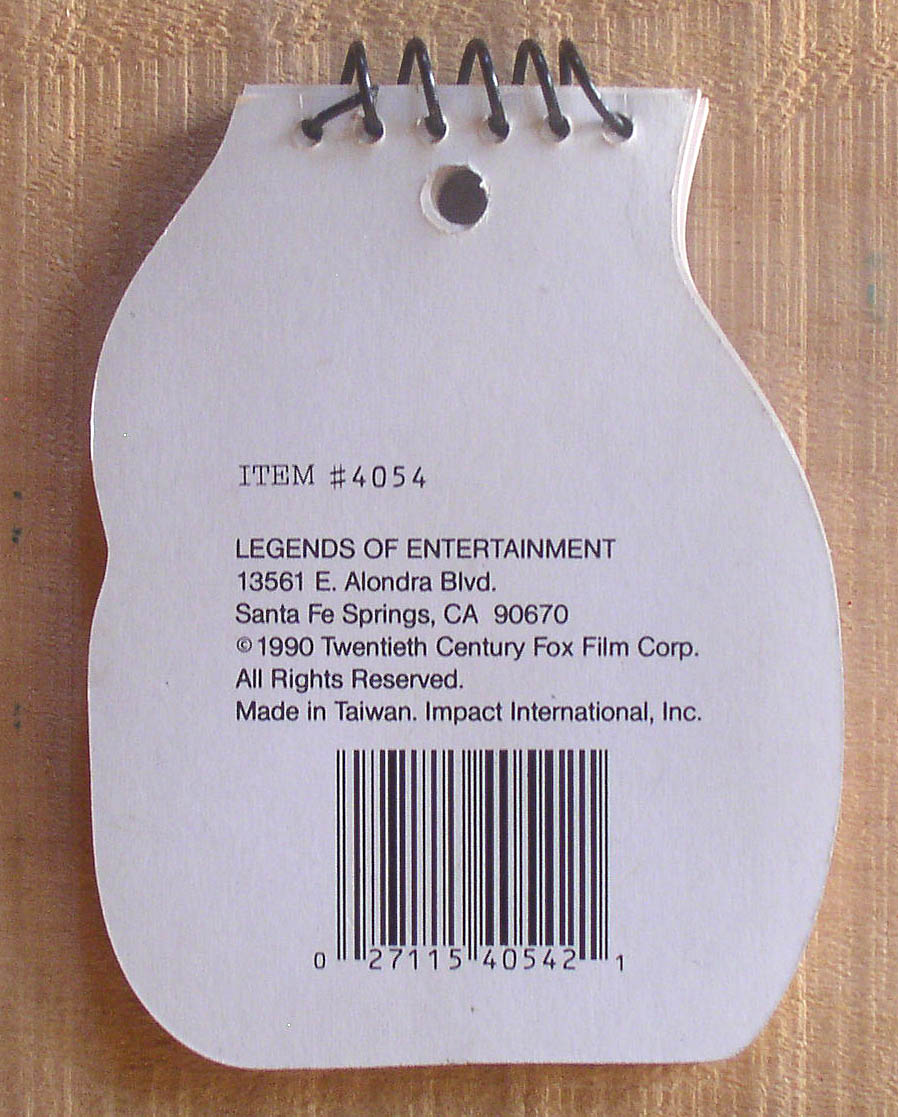 ITEM #4054
LEGENDS OF ENTERTAINMENT
13561 E. Alondra Blvd.
Santa Fe Springs, CA 90670
©1990 Twentieth Century Fox Film Corp.
All Rights Reserved.
Made in Taiwan. Impact International, Inc.
0 27115 40542 1